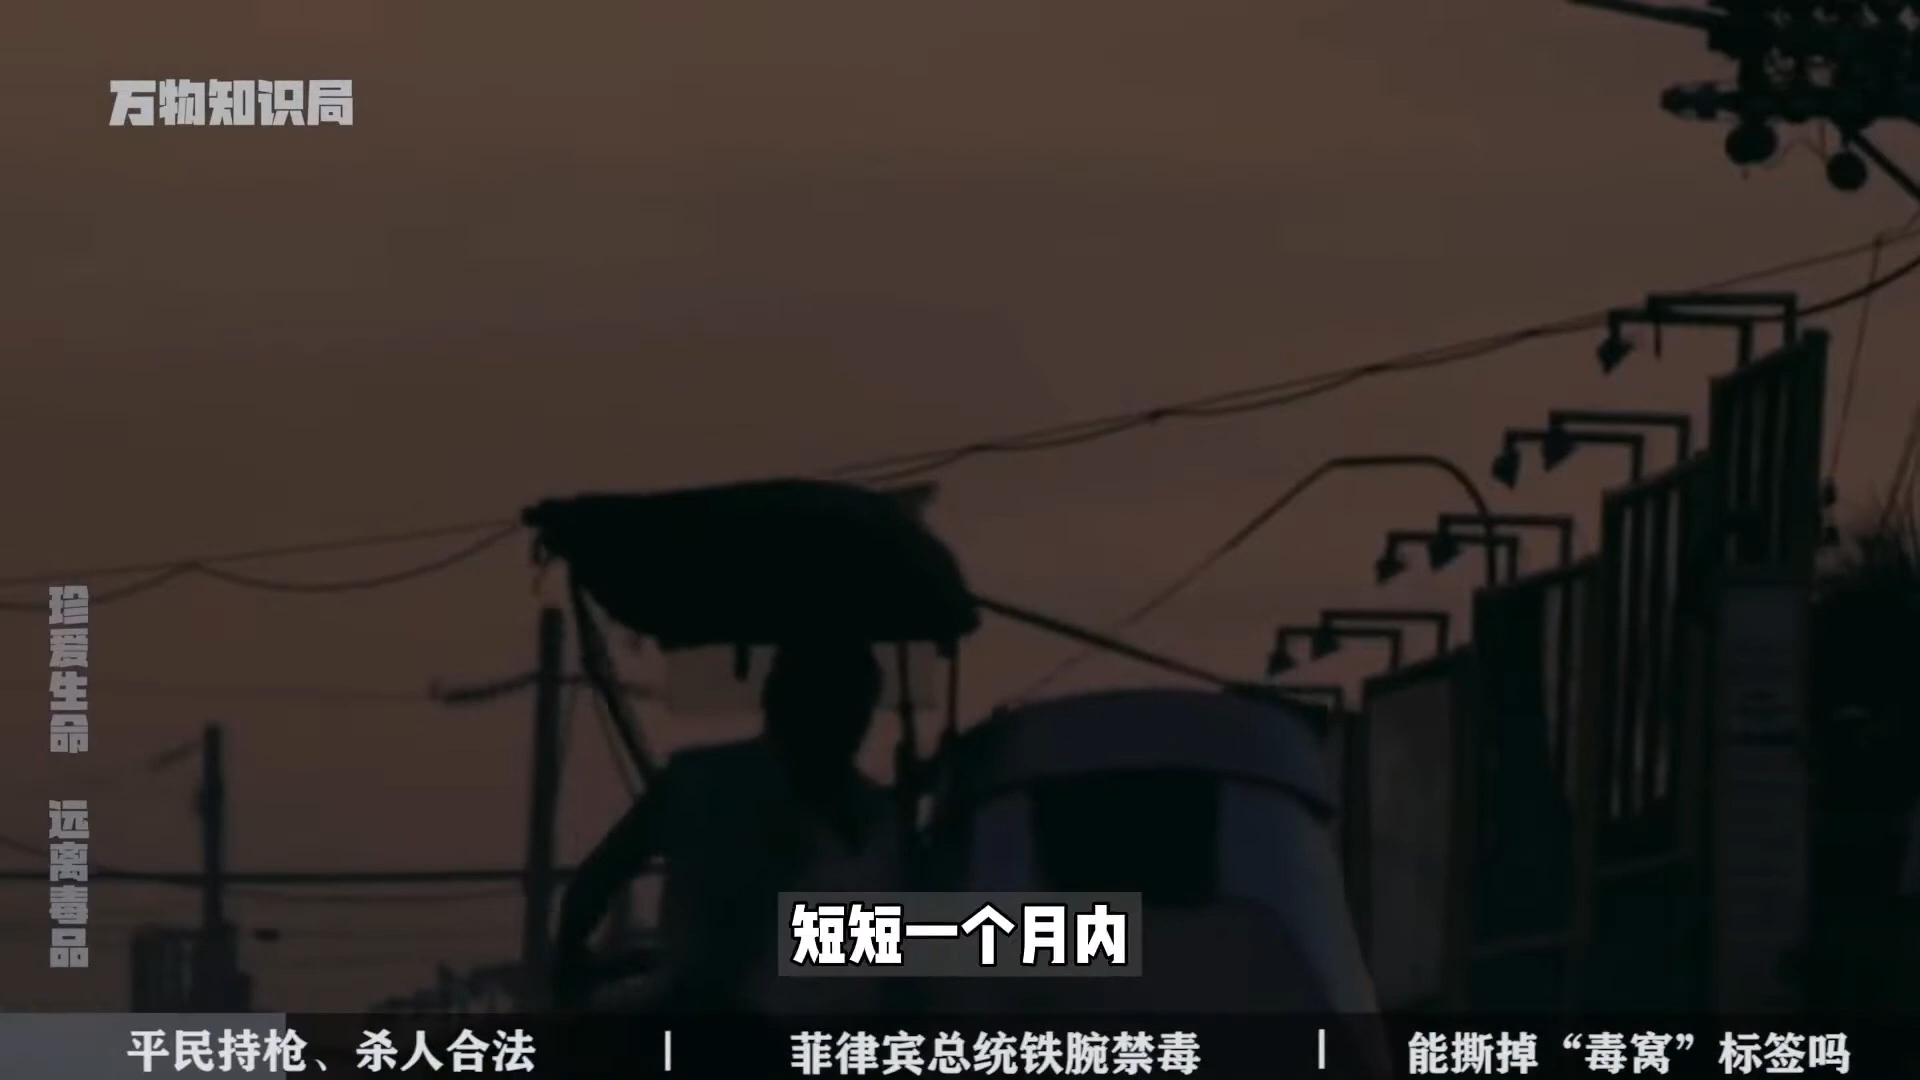 万物知识局
珍爱生命 远离毒品
短短一个月内
平民持枪、杀人合法 | 菲律宾总统铁腕禁毒 | 能撕掉“毒窝”标签吗